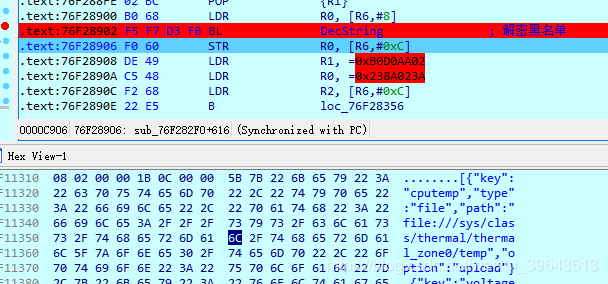 .text:76F288FE 02 BC POP {R1}
.text:76F28900 B0 68 LDR R0, [R6,#8]
.text:76F28902 F5 F7 D3 FB BL DecString ; 解密黑名单
.text:76F28906 F0 60 STR R0, [R6,#0xC]
.text:76F28908 DE 49 LDR R1, =0xB0D0AA02
.text:76F2890A C5 48 LDR R0, =0x238A023A
.text:76F2890C F2 68 LDR R2, [R6,#0xC]
.text:76F2890E 22 E5 B loc_76F28356
0000C906 76F28906: sub_76F282F0+616 (Synchronized with PC)
Hex View-1
F11310 08 02 00 00 1B 0C 00 00 5B 7B 22 6B 65 79 22 3A ........[{"key":
F11320 22 63 70 75 74 65 6D 70 22 2C 22 74 79 70 65 22 "cputemp","type"
F11330 3A 22 66 69 6C 65 22 2C 22 70 61 74 68 22 3A 22 :"file","path":"
F11340 66 69 6C 65 3A 2F 2F 2F 73 79 73 2F 63 6C 61 73 file:///sys/clas
F11350 73 2F 74 68 65 72 6D 61 6C 2F 74 68 65 72 6D 61 s/thermal/therma
F11360 6C 5F 7A 6F 6E 65 30 2F 74 65 6D 70 22 2C 22 6F l_zone0/temp","o
F11370 70 74 69 6F 6E 22 3A 22 75 70 6C 6F 61 64 22 7D ption":"upload"}